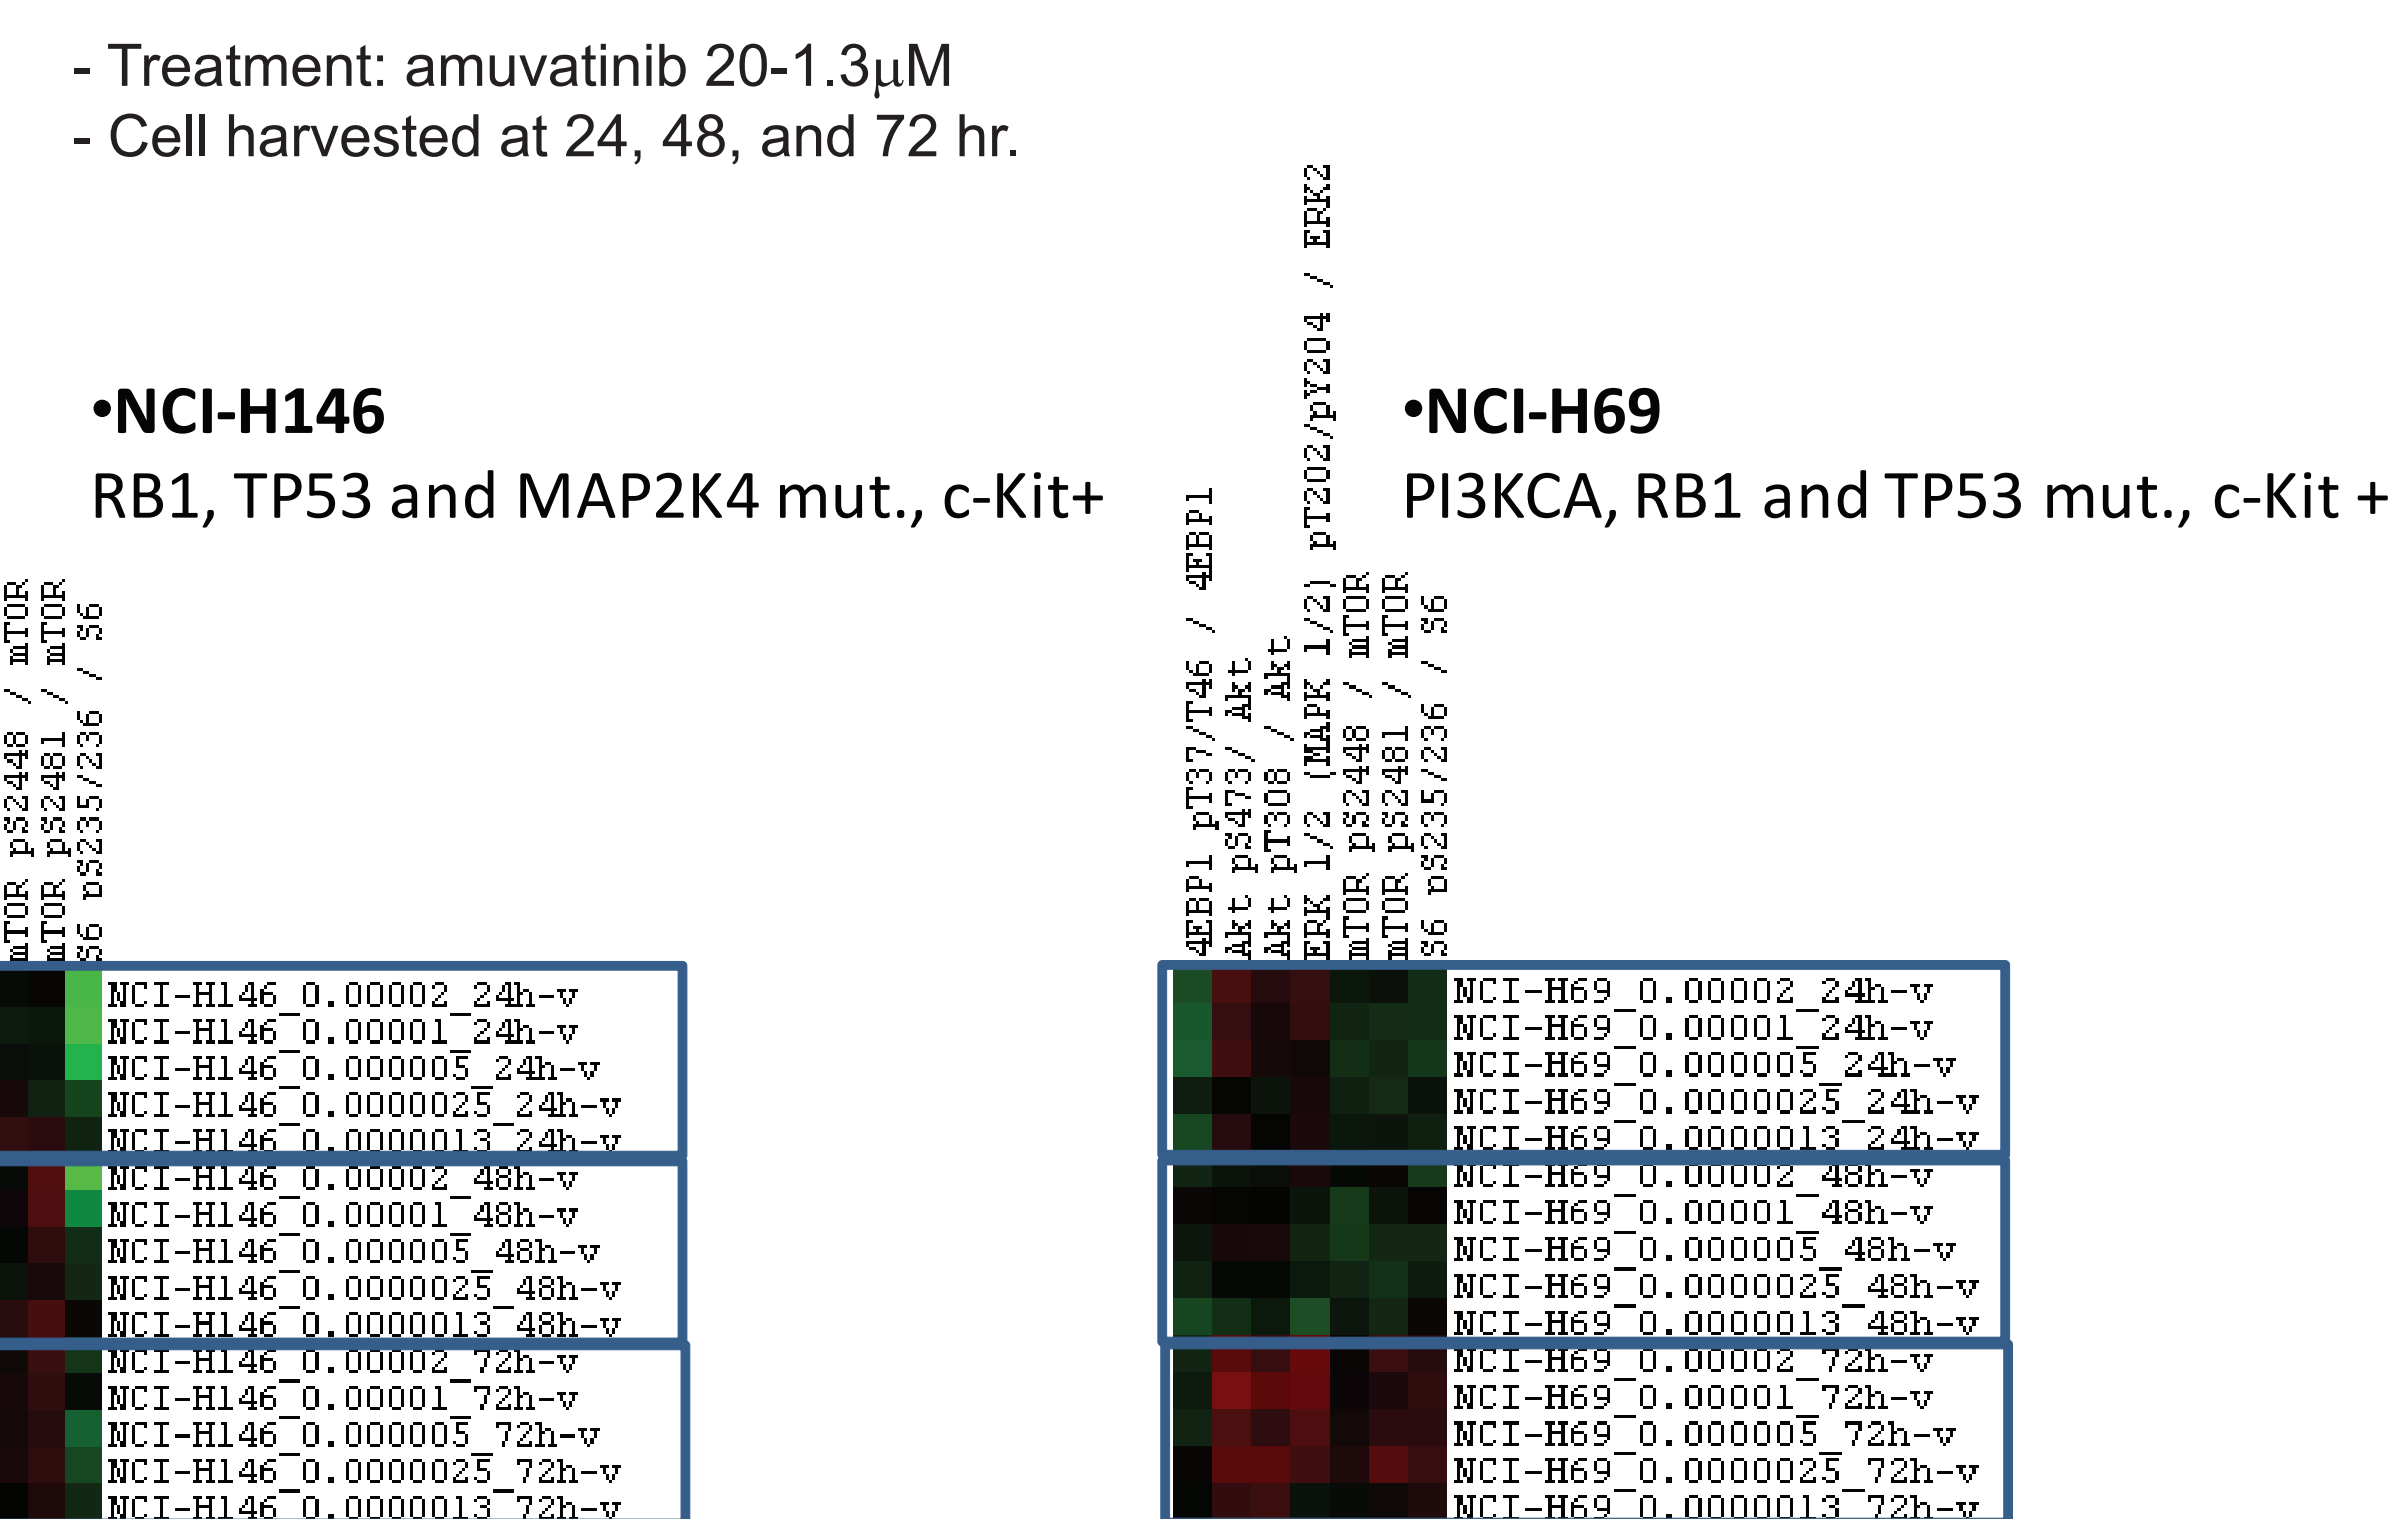 - Treatment: amuvatinib 20-1.3μM
- Cell harvested at 24, 48, and 72 hr.
•NCI-H146
RB1, TP53 and MAP2K4 mut., c-Kit+
mTOR pS2448 / mTOR
mTOR pS2481 / mTOR
S6 pS235/236 / S6
NCI-H146_0.00002_24h-v
NCI-H146_0.00001_24h-v
NCI-H146_0.000005_24h-v
NCI-H146_0.0000025_24h-v
NCI-H146_0.0000013_24h-v
NCI-H146_0.00002_48h-v
NCI-H146_0.00001_48h-v
NCI-H146_0.000005_48h-v
NCI-H146_0.0000025_48h-v
NCI-H146_0.0000013_48h-v
NCI-H146_0.00002_72h-v
NCI-H146_0.00001_72h-v
NCI-H146_0.000005_72h-v
NCI-H146_0.0000025_72h-v
NCI-H146_0.0000013_72h-v
•NCI-H69
PI3KCA, RB1 and TP53 mut., c-Kit +
4EBP1 pT37/T46 / 4EBP1
Akt pS473/ Akt
Akt pT308 / Akt
ERK 1/2 (MAPK 1/2) pT202/pY204 / ERK2
mTOR pS2448 / mTOR
mTOR pS2481 / mTOR
S6 pS235/236 / S6
NCI-H69_0.00002_24h-v
NCI-H69_0.00001_24h-v
NCI-H69_0.000005_24h-v
NCI-H69_0.0000025_24h-v
NCI-H69_0.0000013_24h-v
NCI-H69_0.00002_48h-v
NCI-H69_0.00001_48h-v
NCI-H69_0.000005_48h-v
NCI-H69_0.0000025_48h-v
NCI-H69_0.0000013_48h-v
NCI-H69_0.00002_72h-v
NCI-H69_0.00001_72h-v
NCI-H69_0.000005_72h-v
NCI-H69_0.0000025_72h-v
NCI-H69_0.0000013_72h-v